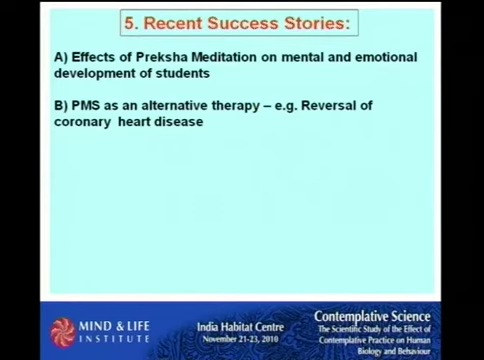 5. Recent Success Stories:
A) Effects of Preksha Meditation on mental and emotional
development of students
B) PMS as an alternative therapy – e.g. Reversal of
coronary heart disease
MIND & LIFE
INSTITUTE
India Habitat Centre
November 21-23, 2010
Contemplative Science
The Scientific Study of the Effect of
Contemplative Practice on Human
Biology and Behaviour